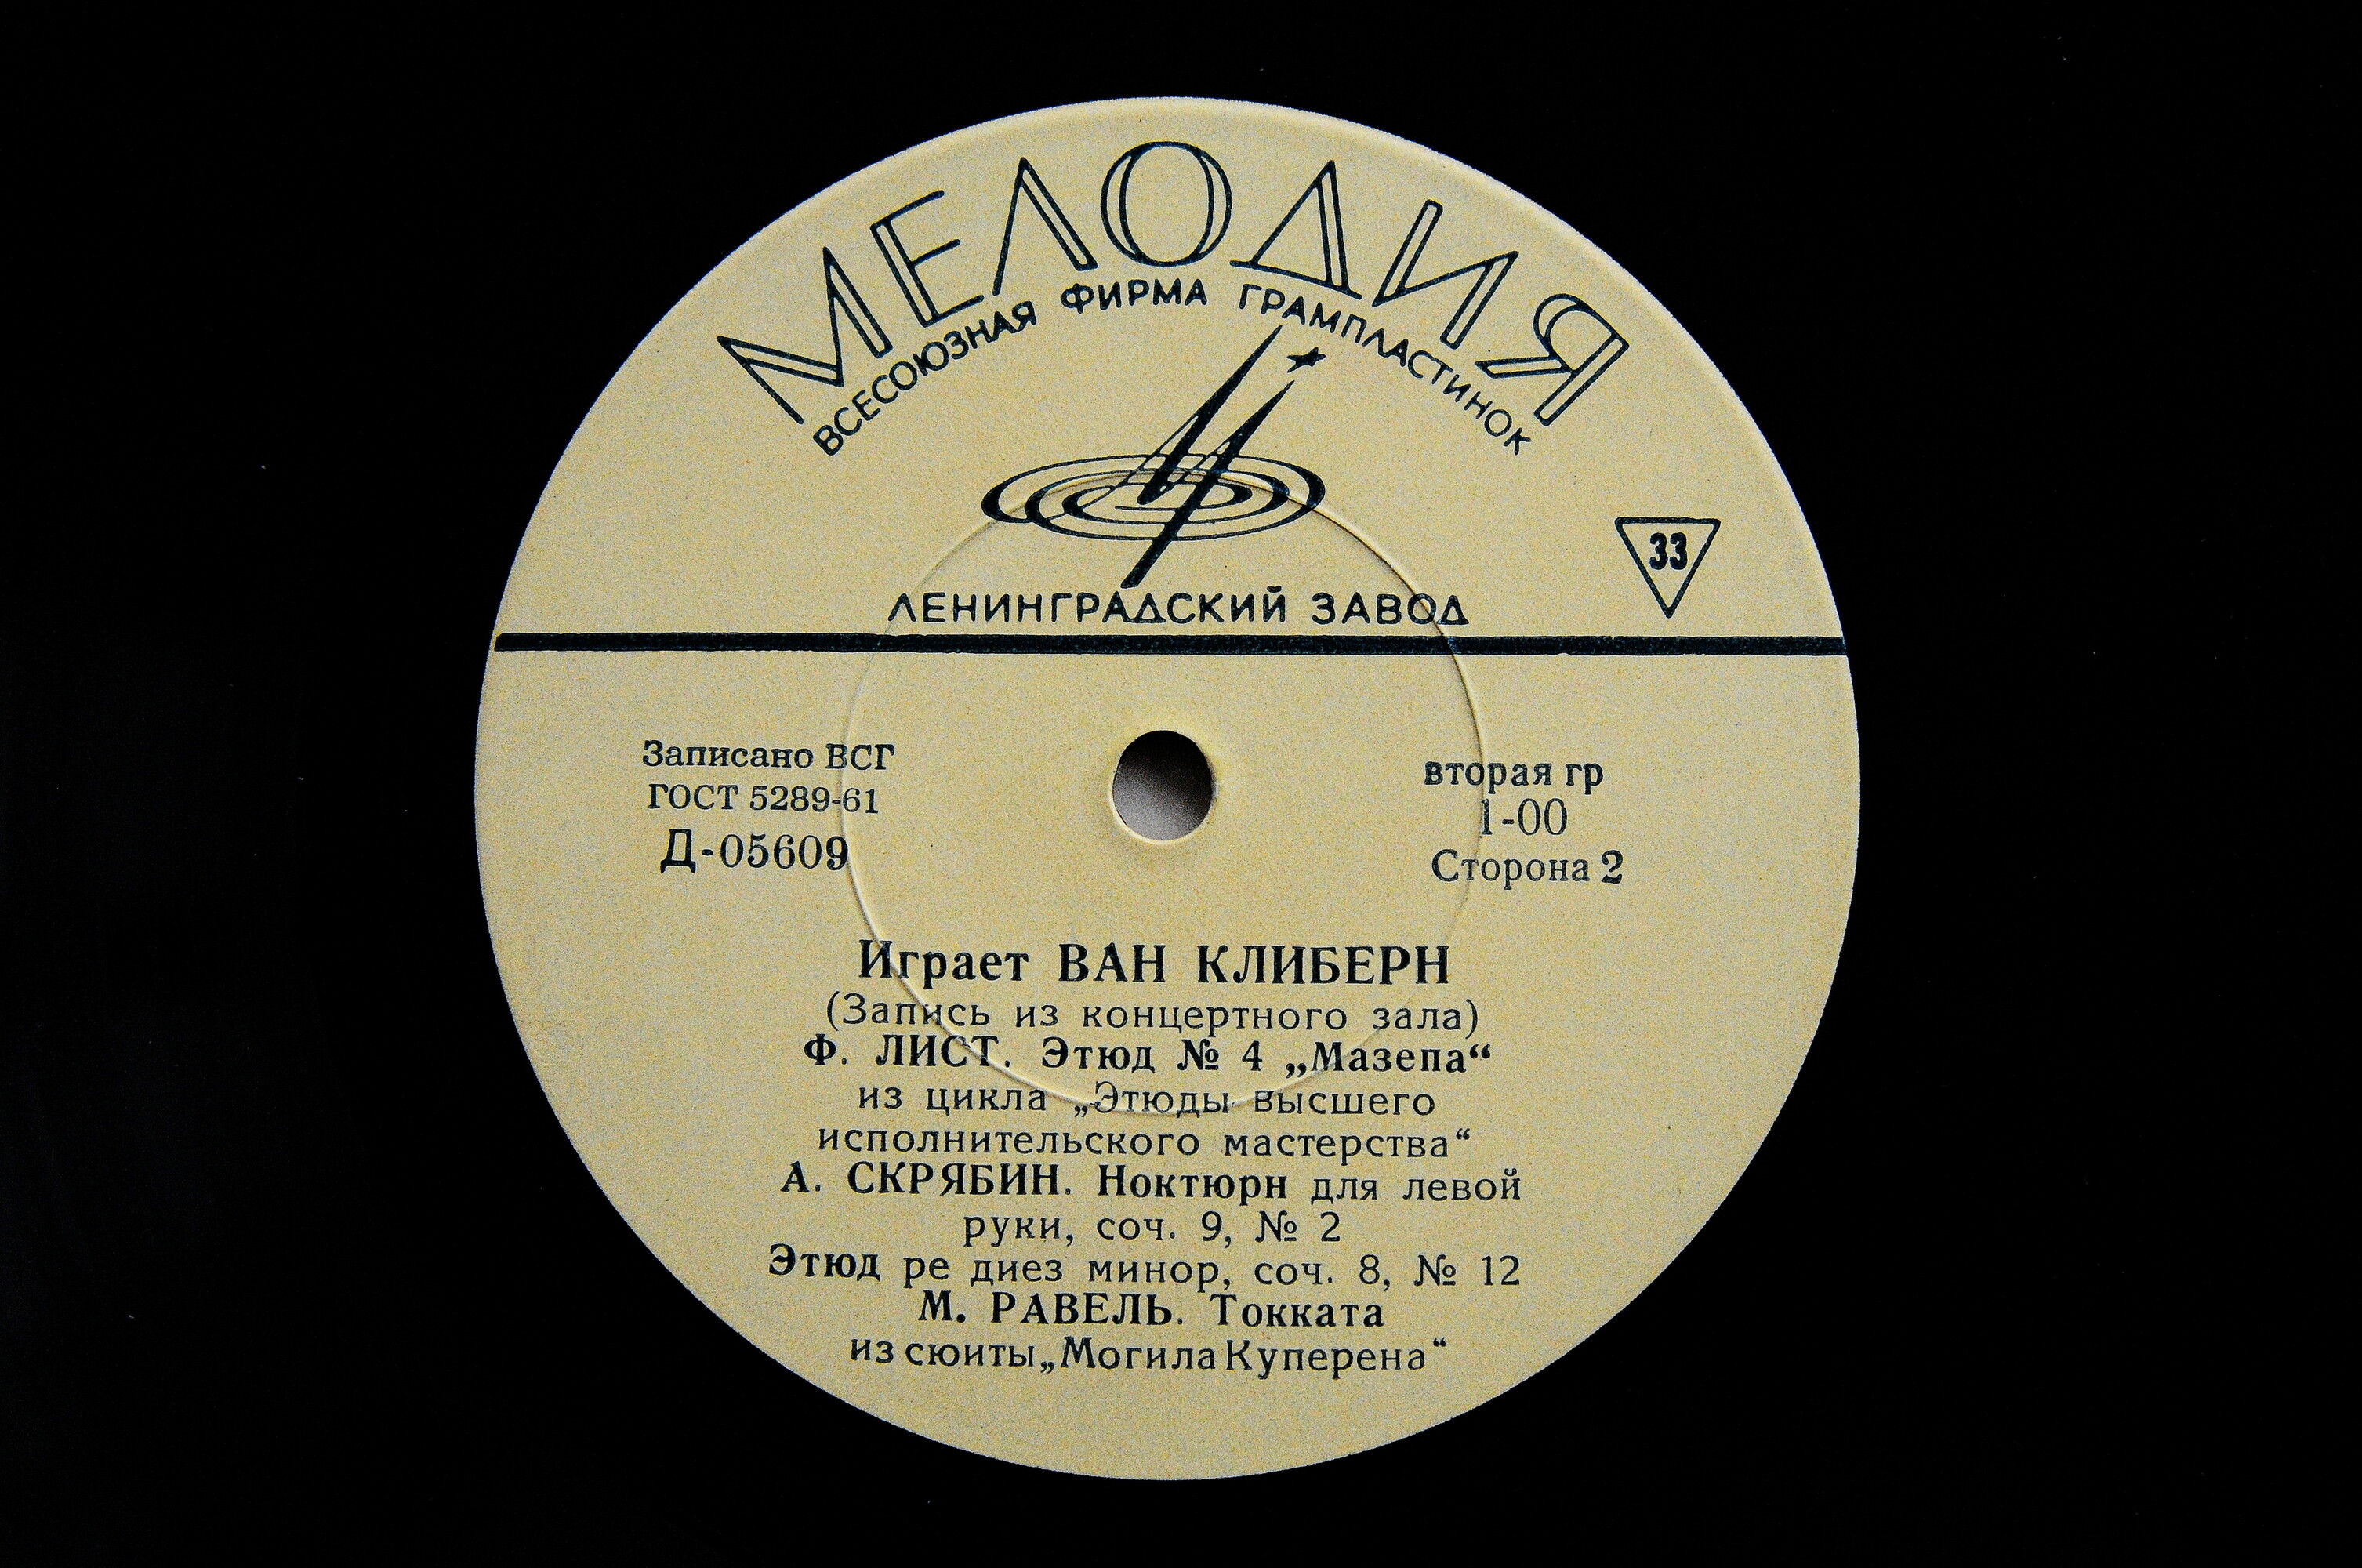 МЕЛОДИЯ
ВСЕСОЮЗНАЯ ФИРМА ГРАМПЛАСТИНОК
33
ЛЕНИНГРАДСКИЙ ЗАВОД
Записано ВСГ
ГОСТ 5289-61
Д-05609
вторая гр
1-00
Сторона 2
Играет ВАН КЛИБЕРН
(Запись из концертного зала)
Ф. ЛИСТ. Этюд № 4 „Мазепа“
из цикла „Этюды высшего
исполнительского мастерства“
А. СКРЯБИН. Ноктюрн для левой
руки, соч. 9, № 2
Этюд ре диез минор, соч. 8, № 12
М. РАВЕЛЬ. Токката
из сюиты „Могила Куперена“